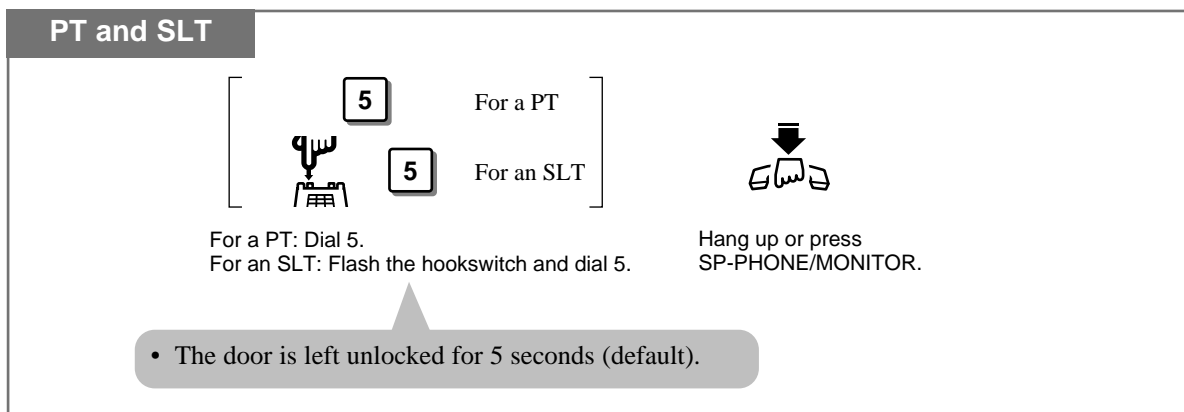 PT and SLT
5 For a PT
5 For an SLT
For a PT: Dial 5.
For an SLT: Flash the hookswitch and dial 5.
Hang up or press
SP-PHONE/MONITOR.
• The door is left unlocked for 5 seconds (default).